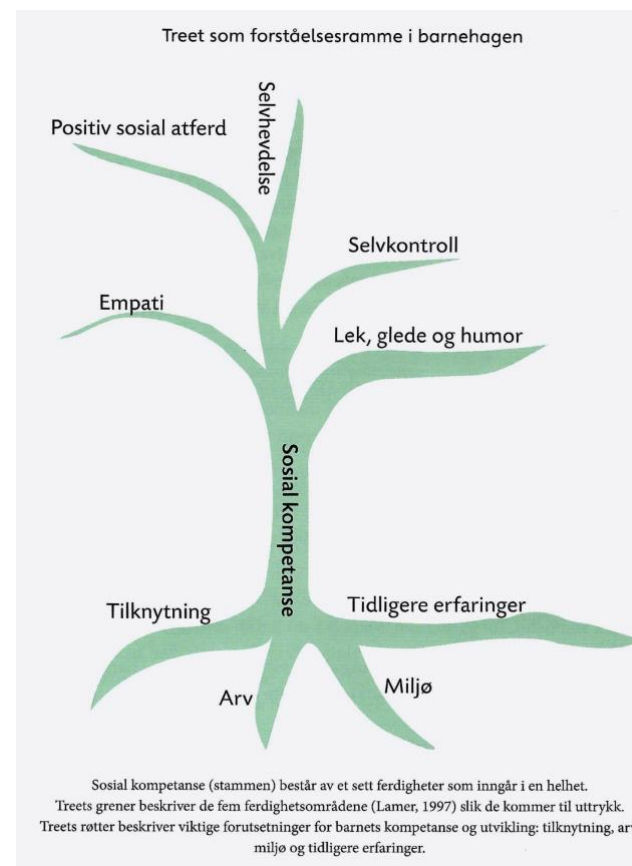 Treet som forståelsesramme i barnehagen
Selvhevdelse
Positiv sosial atferd
Selvkontroll
Empati
Lek, glede og humor
Sosial kompetanse
Tilknytning
Tidligere erfaringer
Arv
Miljø
Sosial kompetanse (stammen) består av et sett ferdigheter som inngår i en helhet.
Treets grener beskriver de fem ferdighetsområdene (Lamer, 1997) slik de kommer til uttrykk.
Treets røtter beskriver viktige forutsetninger for barnets kompetanse og utvikling: tilknytning, arv
miljø og tidligere erfaringer.